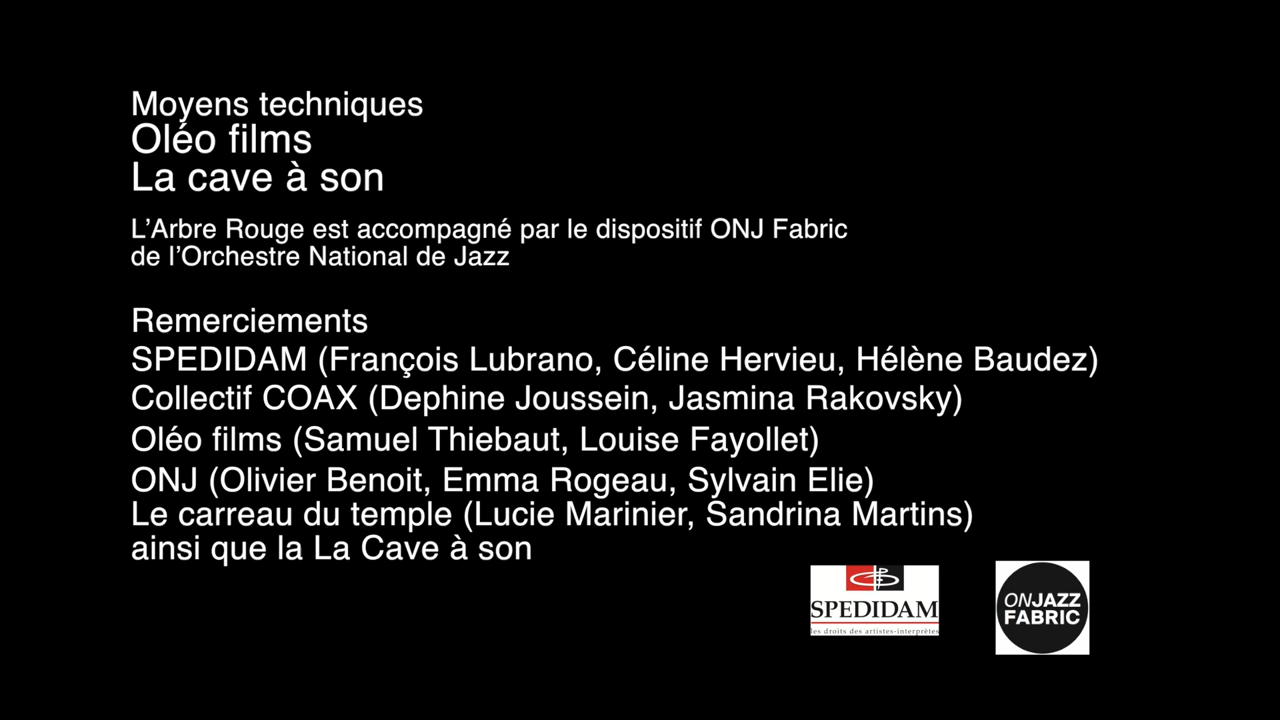 Moyens techniques
Oléo films
La cave à son
L’Arbre Rouge est accompagné par le dispositif ONJ Fabric
de l’Orchestre National de Jazz
Remerciements
SPEDIDAM (François Lubrano, Céline Hervieu, Hélène Baudez)
Collectif COAX (Dephine Joussein, Jasmina Rakovsky)
Oléo films (Samuel Thiebaut, Louise Fayollet)
ONJ (Olivier Benoit, Emma Rogeau, Sylvain Elie)
Le carreau du temple (Lucie Marinier, Sandrina Martins)
ainsi que la La Cave à son
SPEDIDAM
les droits des artistes-interprètes
ONJAZZ
FABRIC